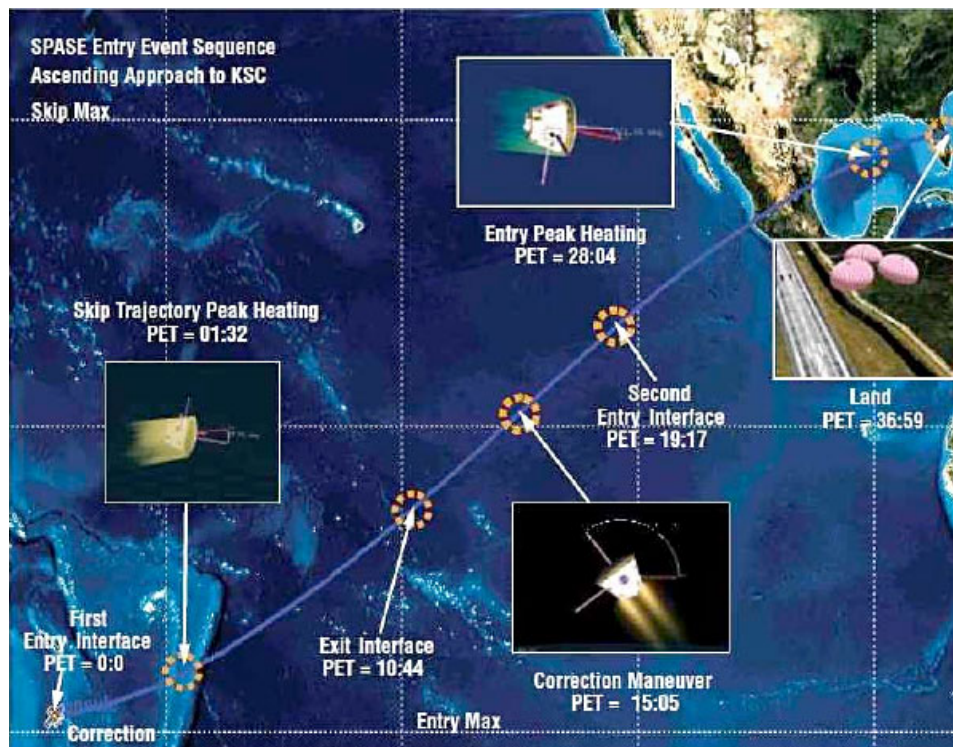 SPASE Entry Event Sequence
Ascending Approach to KSC
Skip Max
Entry Peak Heating
PET = 28:04
Skip Trajectory Peak Heating
PET = 01:32
Second
Entry Interface
PET = 19:17
Land
PET = 36:59
First
Entry Interface
PET = 0:0
Exit Interface
PET = 10:44
Correction Maneuver
PET = 15:05
Entry Max
Correction